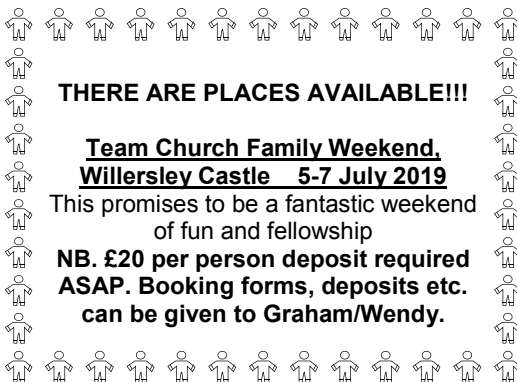 THERE ARE PLACES AVAILABLE!!!
Team Church Family Weekend,
Willersley Castle    5-7 July 2019
This promises to be a fantastic weekend
of fun and fellowship
NB. £20 per person deposit required
ASAP. Booking forms, deposits etc.
can be given to Graham/Wendy.